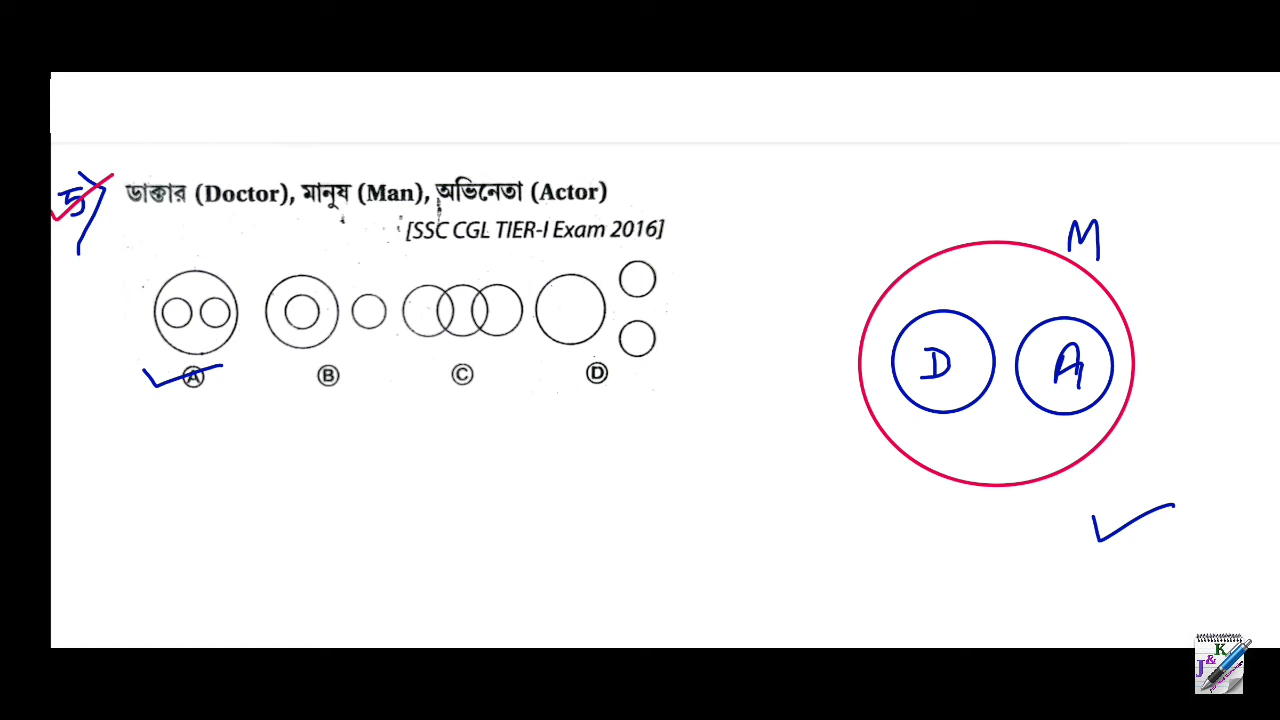 5)
ডাক্তার (Doctor), মানুষ (Man), অভিনেতা (Actor)
[SSC CGL TIER-I Exam 2016]
Ⓐ Ⓑ Ⓒ Ⓓ
M
D A
J & K